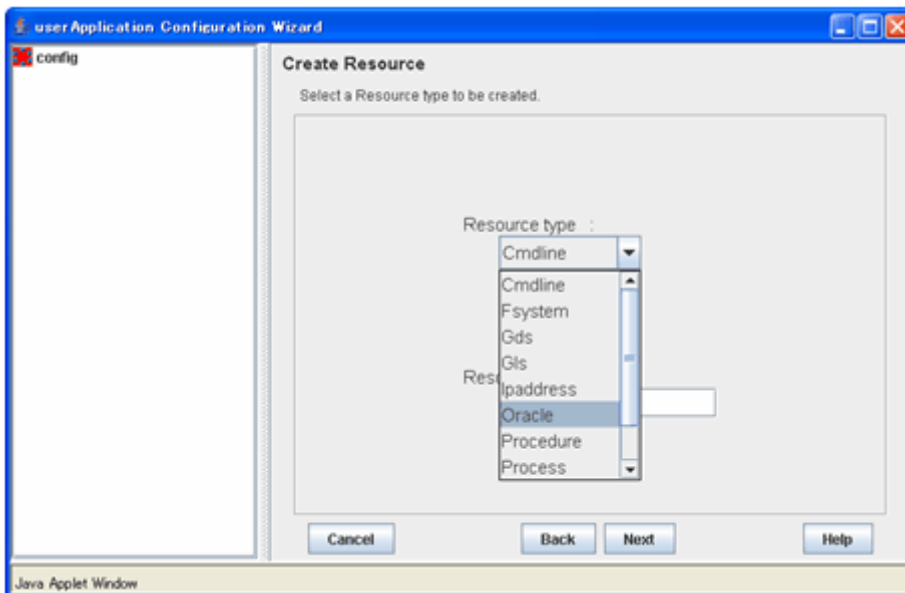 userApplication Configuration Wizard
config
Create Resource
Select a Resource type to be created.
Resource type :
Cmdline
Cmdline
Fsystem
Gds
Gls
Ipaddress
Oracle
Procedure
Process
Cancel
Back
Next
Help
Java Applet Window